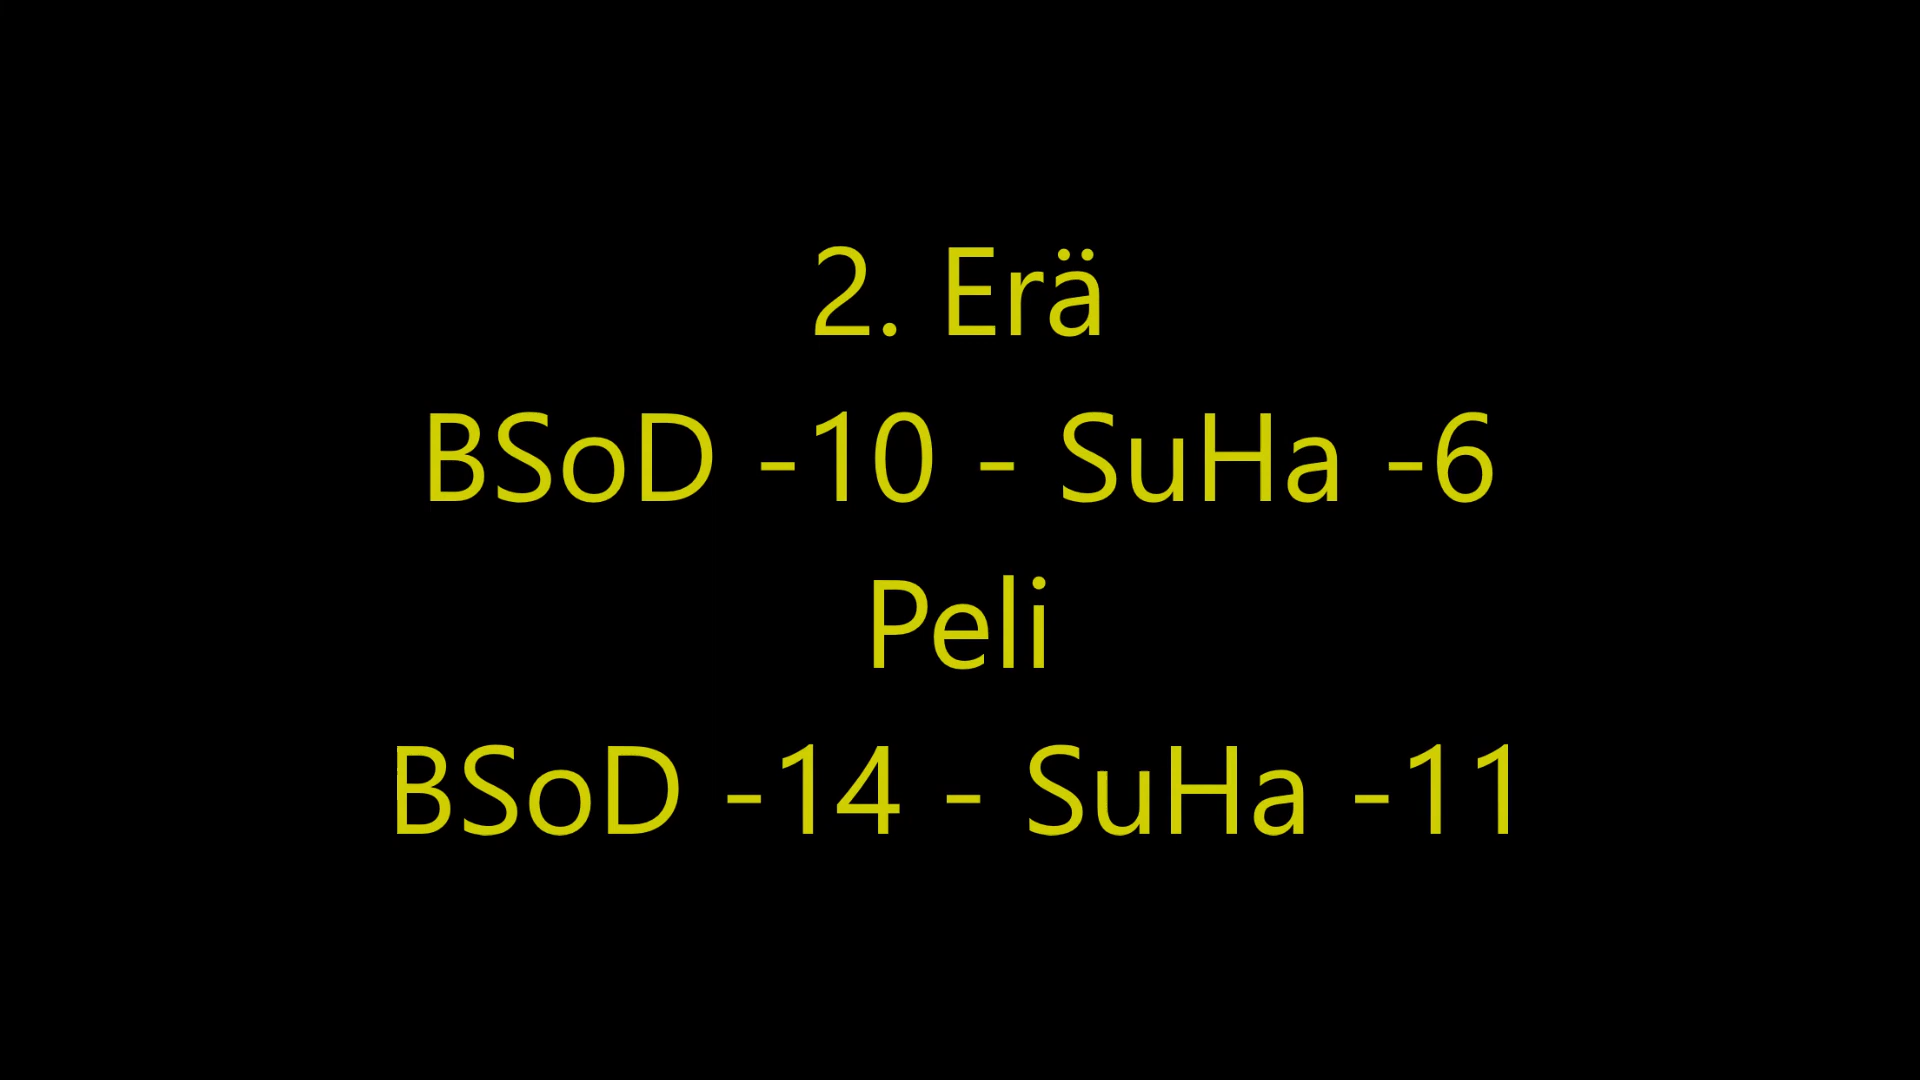 2. Erä
BSoD -10 - SuHa -6
Peli
BSoD -14 - SuHa -11